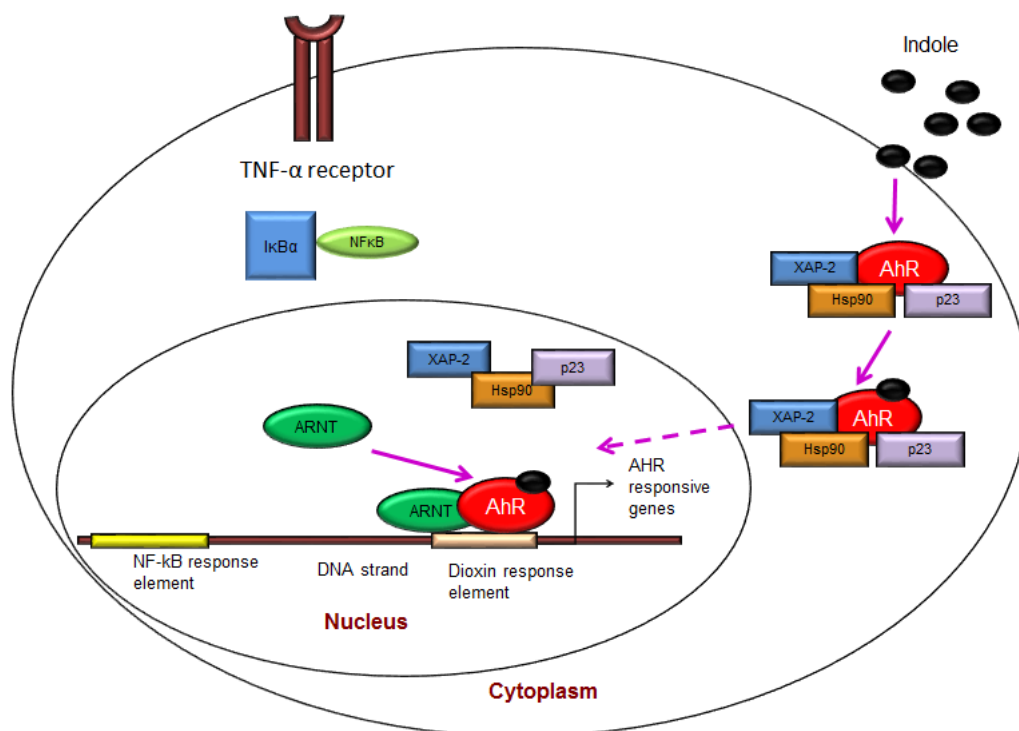 Indole
TNF-α receptor
IκBα
NFκB
XAP-2
AhR
Hsp90
p23
XAP-2
p23
Hsp90
XAP-2
AhR
Hsp90
p23
ARNT
AHR
responsive
genes
ARNT
AhR
NF-kB response
element
DNA strand
Dioxin response
element
Nucleus
Cytoplasm